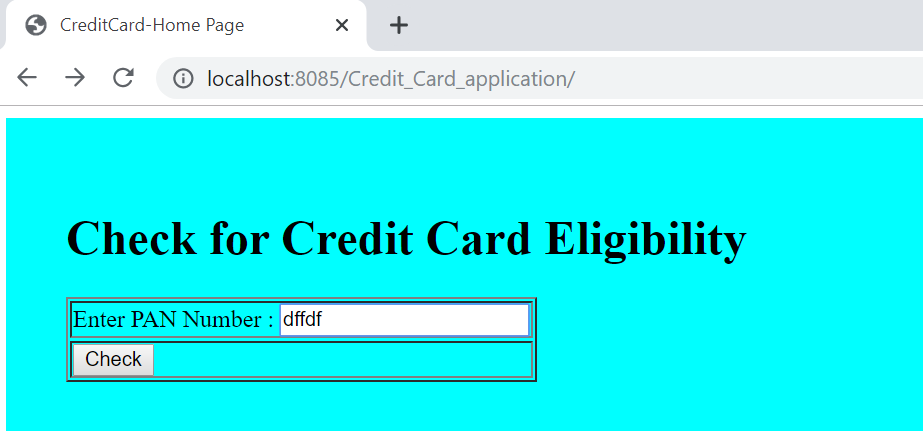 CreditCard-Home Page
localhost:8085/Credit_Card_application/
Check for Credit Card Eligibility
Enter PAN Number : dffdf
Check